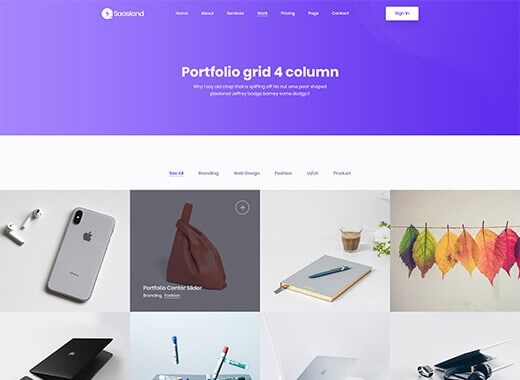 Saasland
Home About Services Work Pricing Page Contact
Sign In
Portfolio grid 4 column
Why I say old chap that is spiffing off his nut arse pear shaped
plastered Jeffrey bodge barney some dodgy.!!
See All Branding Web Design Fashion UI/UX Product
Portfolio Contor Slider
Branding, Fashion
iPhone